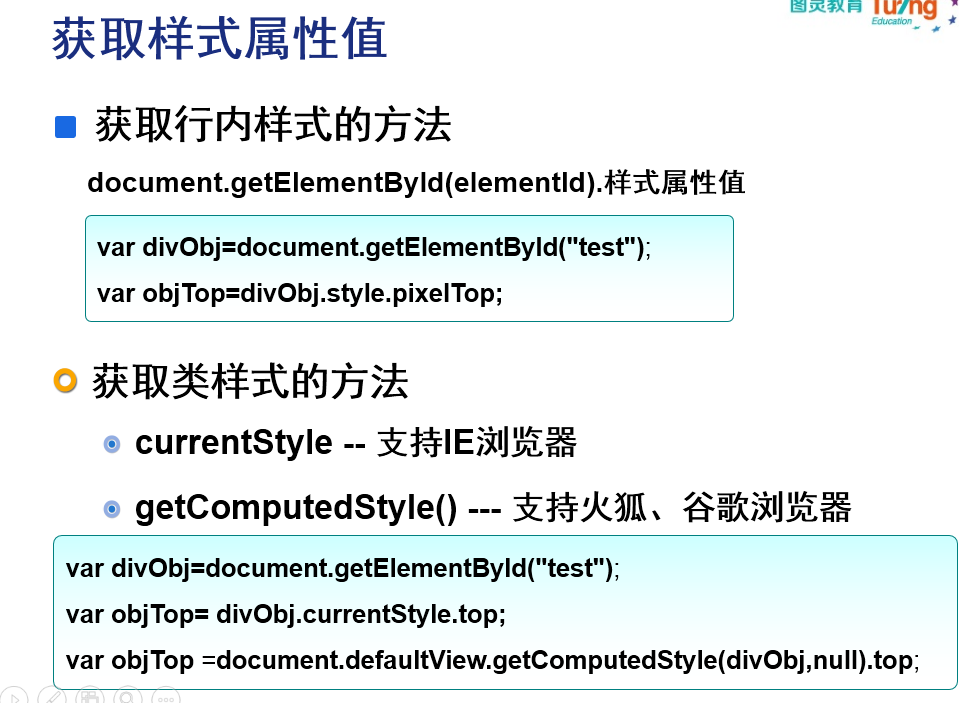 图灵教育 Turing
Education
获取样式属性值
获取行内样式的方法
document.getElementById(elementId).样式属性值
var divObj=document.getElementById("test");
var objTop=divObj.style.pixelTop;
获取类样式的方法
currentStyle -- 支持IE浏览器
getComputedStyle() --- 支持火狐、谷歌浏览器
var divObj=document.getElementById("test");
var objTop= divObj.currentStyle.top;
var objTop =document.defaultView.getComputedStyle(divObj,null).top;